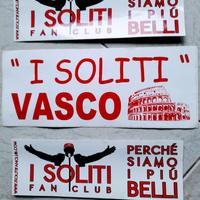 I SOLITI
FAN CLUB
SIAMO
I PIÙ
BELLI
" I SOLITI "
VASCO
I SOLITI
FAN CLUB
PERCHÉ
SIAMO
I PIÙ
BELLI